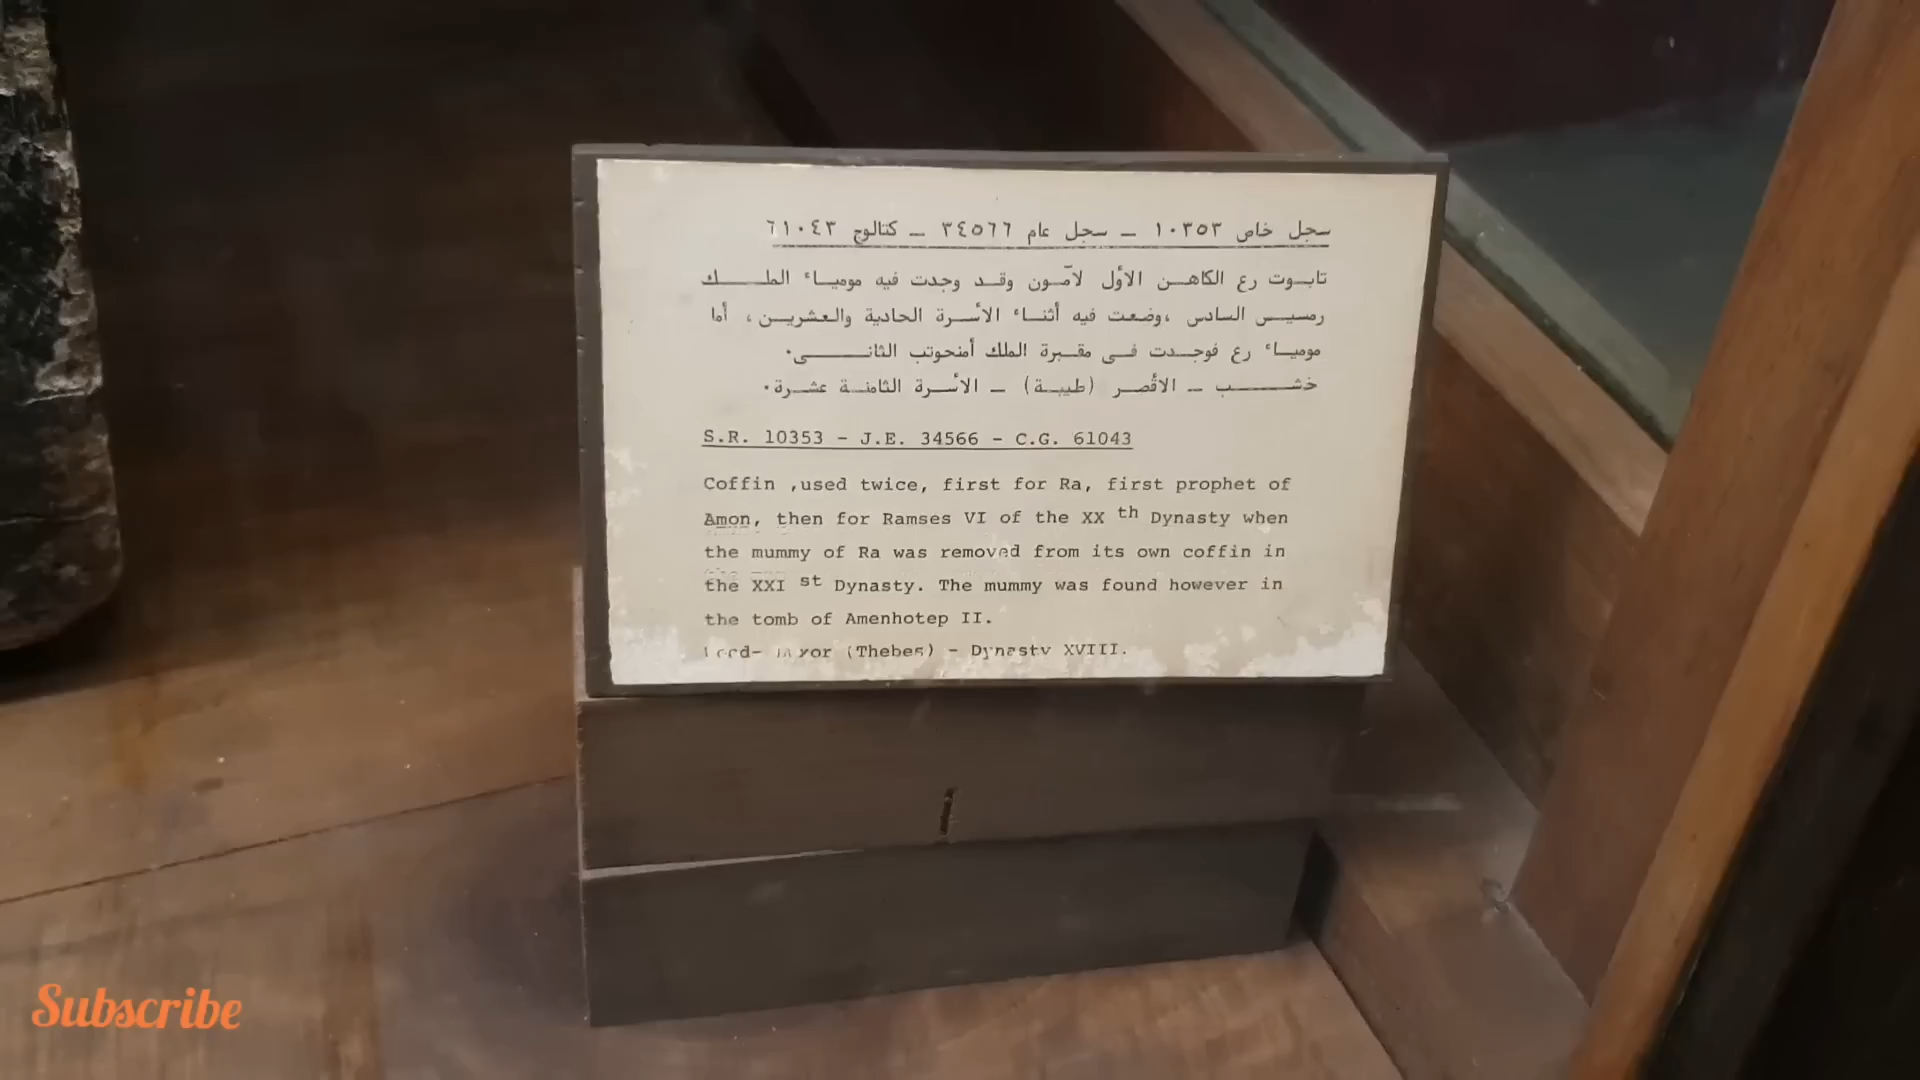 سجل خاص ١٠٣٥٣ ـ سجل عام ٣٤٥٦٦ ـ كتالوج ٦١٠٤٣
تابوت رع الكاهن الأول لآمون وقد وجدت فيه مومياء الملك
رمسيس السادس ،وضعت فيه أثناء الأسرة الحادية والعشرين ، أما
مومياء رع فوجدت فى مقبرة الملك أمنحوتب الثانى.
خشب ـ الأقصر (طيبة) ـ الأسرة الثامنة عشرة.
S.R. 10353 - J.E. 34566 - C.G. 61043
Coffin ,used twice, first for Ra, first prophet of
Amon, then for Ramses VI of the XX th Dynasty when
the mummy of Ra was removed from its own coffin in
the XXI st Dynasty. The mummy was found however in
the tomb of Amenhotep II.
(Thebes) - Dynasty XVIII.
Subscribe